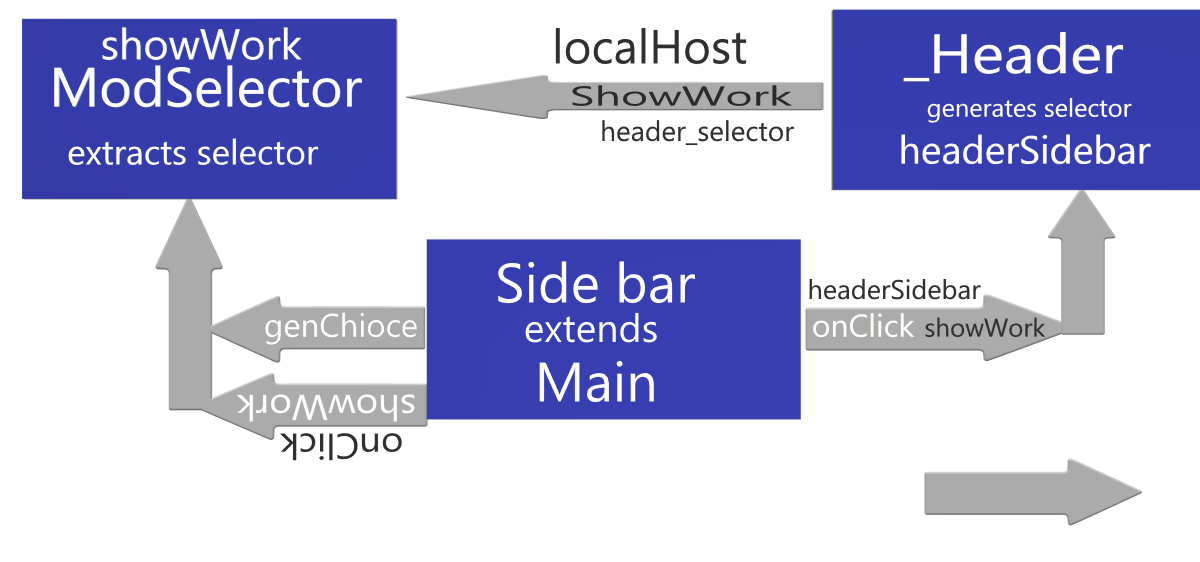 showWork
ModSelector
extracts selector
localHost
ShowWork
header_selector
_Header
generates selector
headerSidebar
Side bar
extends
Main
genChioce
showWork
onClick
headerSidebar
onClick showWork